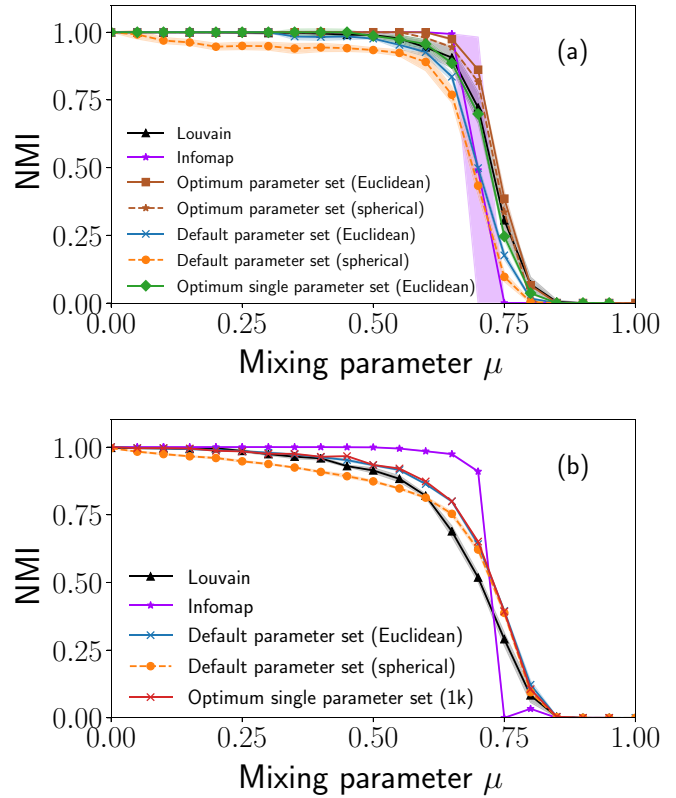 1.00
(a)
0.75
NMI
0.50
0.25
0.00
Louvain
Infomap
Optimum parameter set (Euclidean)
Optimum parameter set (spherical)
Default parameter set (Euclidean)
Default parameter set (spherical)
Optimum single parameter set (Euclidean)
0.00 0.25 0.50 0.75 1.00
Mixing parameter μ
1.00
(b)
0.75
NMI
0.50
0.25
0.00
Louvain
Infomap
Default parameter set (Euclidean)
Default parameter set (spherical)
Optimum single parameter set (1k)
0.00 0.25 0.50 0.75 1.00
Mixing parameter μ